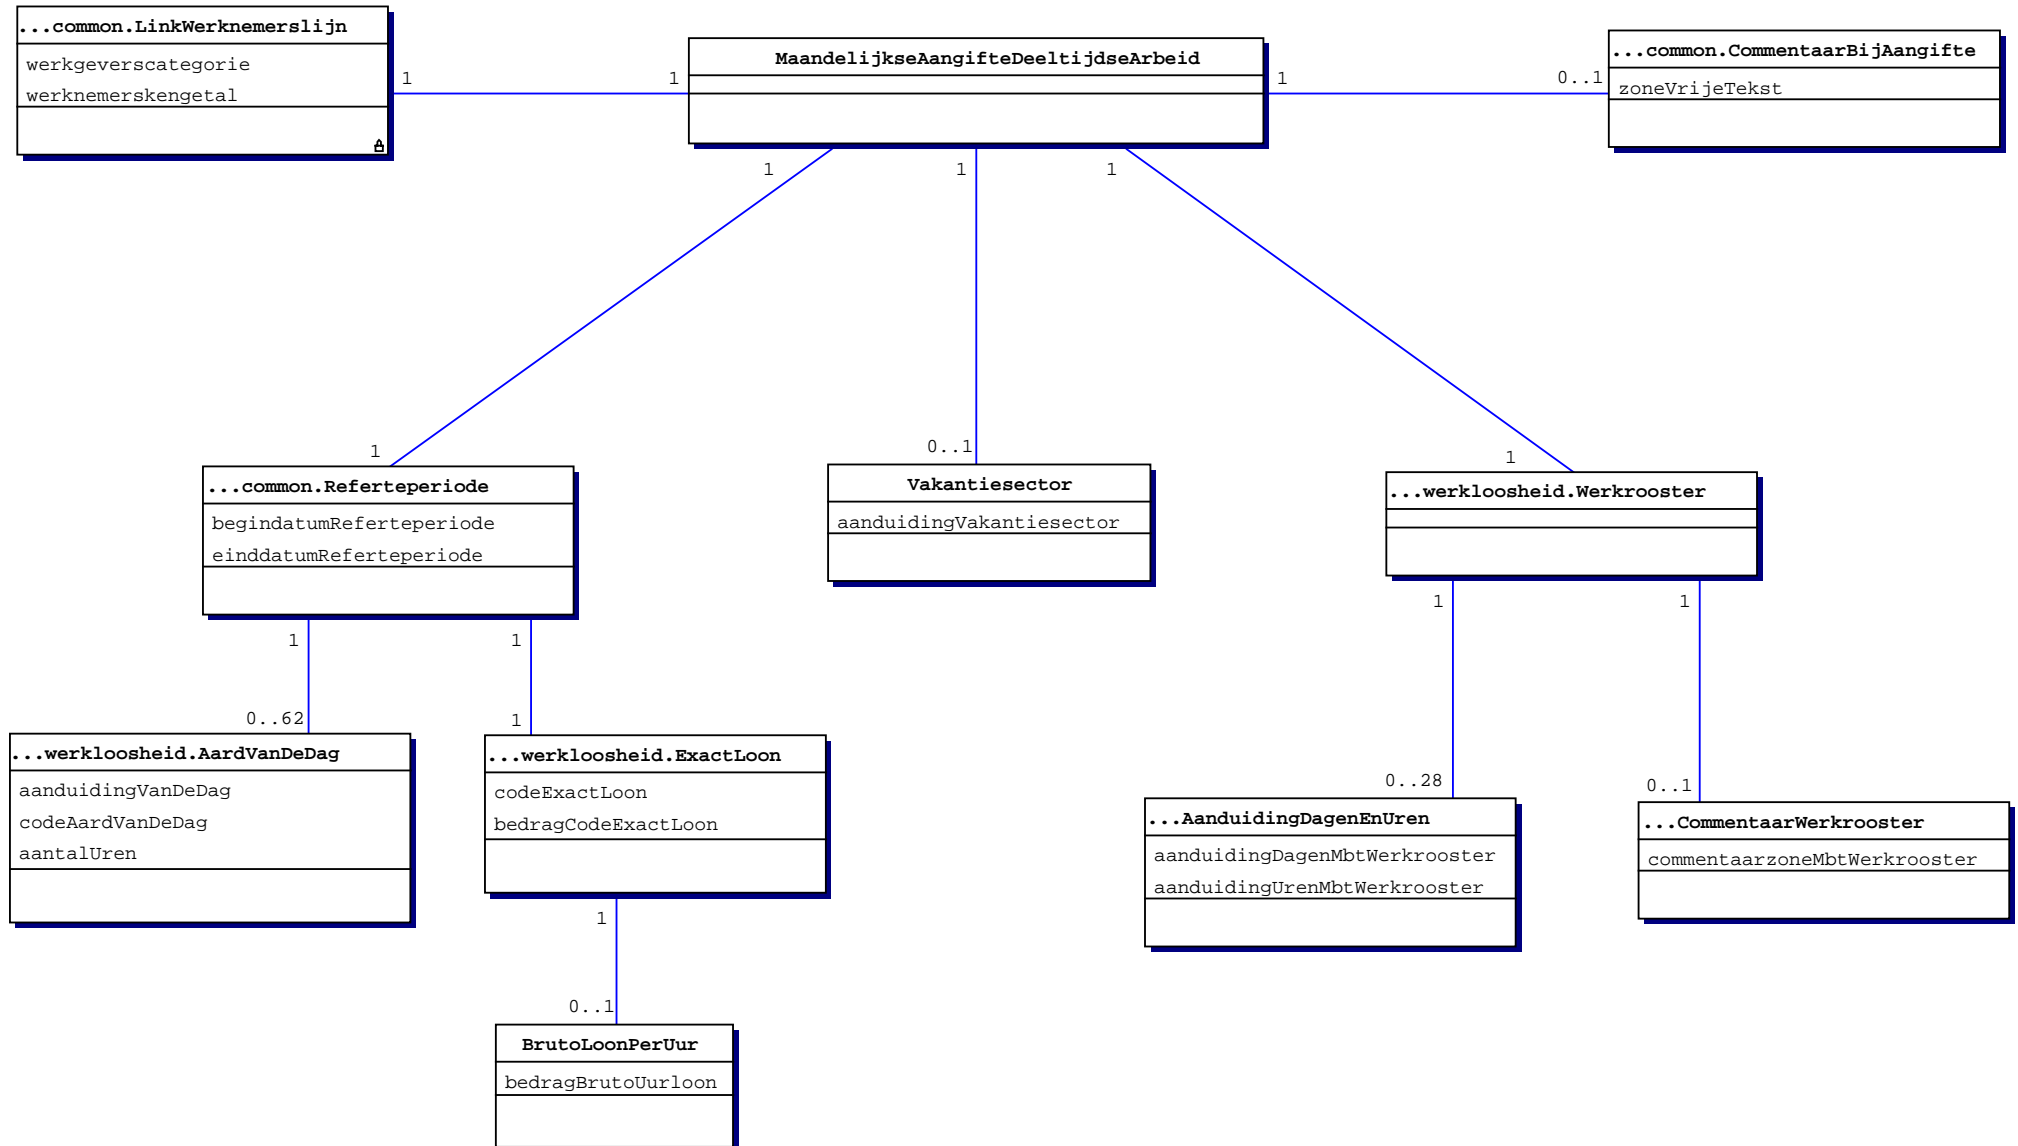 ...common.LinkWerknemerslijn
werkgeverscategorie
werknemerskengetal
1
1
MaandelijkseAangifteDeeltijdseArbeid
1
0..1
...common.CommentaarBijAangifte
zoneVrijeTekst
1
1
1
1
0..1
1
...common.Referteperiode
begindatumReferteperiode
einddatumReferteperiode
Vakantiesector
aanduidingVakantiesector
...werkloosheid.Werkrooster
1
1
1
1
0..62
1
0..28
0..1
...werkloosheid.AardVanDeDag
aanduidingVanDeDag
codeAardVanDeDag
aantalUren
...werkloosheid.ExactLoon
codeExactLoon
bedragCodeExactLoon
...AanduidingDagenEnUren
aanduidingDagenMbtWerkrooster
aanduidingUrenMbtWerkrooster
...CommentaarWerkrooster
commentaarzoneMbtWerkrooster
1
0..1
BrutoLoonPerUur
bedragBrutoUurloon